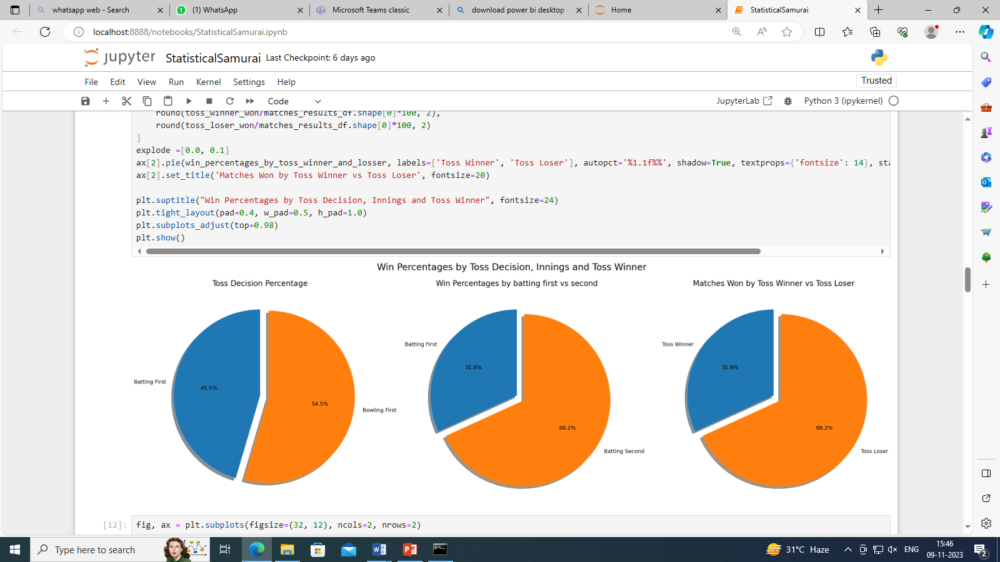 whatsapp web - Search
(1) WhatsApp
Microsoft Teams classic
download power bi desktop -
Home
StatisticalSamurai
localhost:8888/notebooks/StatisticalSamurai.ipynb
jupyter StatisticalSamurai Last Checkpoint: 6 days ago
File Edit View Run Kernel Settings Help
Trusted
Code
JupyterLab
Python 3 (ipykernel)
round(toss_winner_won/matches_results_df.shape[0]*100, 2),
round(toss_loser_won/matches_results_df.shape[0]*100, 2)
]
explode =[0.0, 0.1]
ax[2].pie(win_percentages_by_toss_winner_and_losser, labels=['Toss Winner', 'Toss Loser'], autopct='%1.1f%%', shadow=True, textprops={'fontsize': 14}, sta
ax[2].set_title('Matches Won by Toss Winner vs Toss Loser', fontsize=20)
plt.suptitle("Win Percentages by Toss Decision, Innings and Toss Winner", fontsize=24)
plt.tight_layout(pad=0.4, w_pad=0.5, h_pad=1.0)
plt.subplots_adjust(top=0.98)
plt.show()
Win Percentages by Toss Decision, Innings and Toss Winner
Toss Decision Percentage
Batting First
45.5%
54.5%
Bowling First
Win Percentages by batting first vs second
Batting First
31.8%
68.2%
Batting Second
Matches Won by Toss Winner vs Toss Loser
Toss Winner
31.8%
68.2%
Toss Loser
[12]: fig, ax = plt.subplots(figsize=(32, 12), ncols=2, nrows=2)
Type here to search
31°C Haze
ENG
15:46
09-11-2023
2